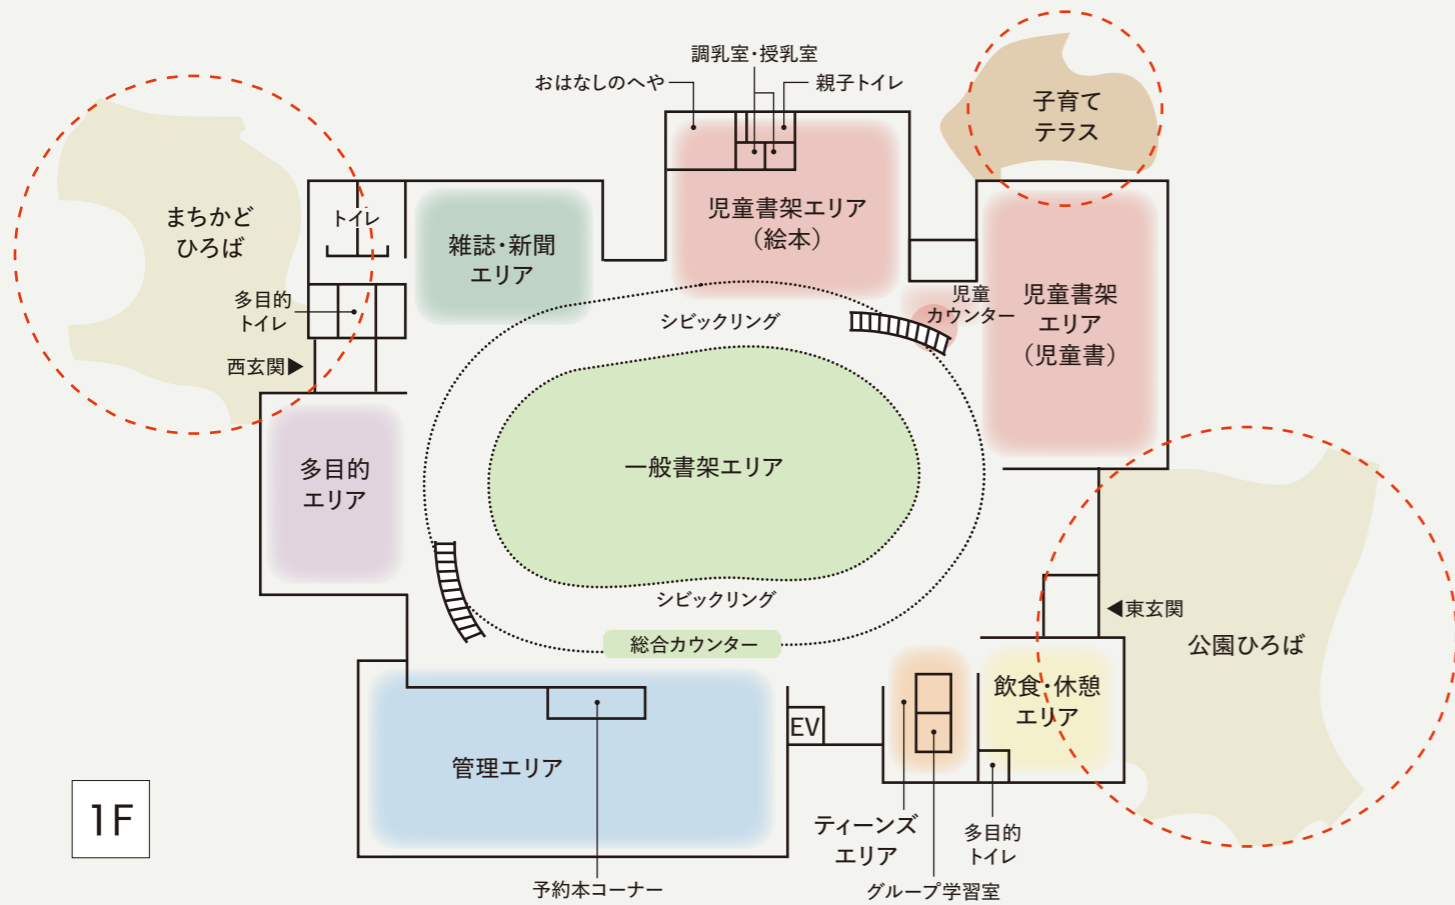 調乳室・授乳室
おはなしのへや
親子トイレ
子育て
テラス
まちかど
ひろば
トイレ
雑誌・新聞
エリア
児童書架エリア
（絵本）
多目的
トイレ
児童
カウンター
児童書架
エリア
（児童書）
シビックリング
西玄関
多目的
エリア
一般書架エリア
シビックリング
東玄関
総合カウンター
公園ひろば
飲食・休憩
エリア
EV
管理エリア
1F
ティーンズ
エリア
多目的
トイレ
予約本コーナー
グループ学習室